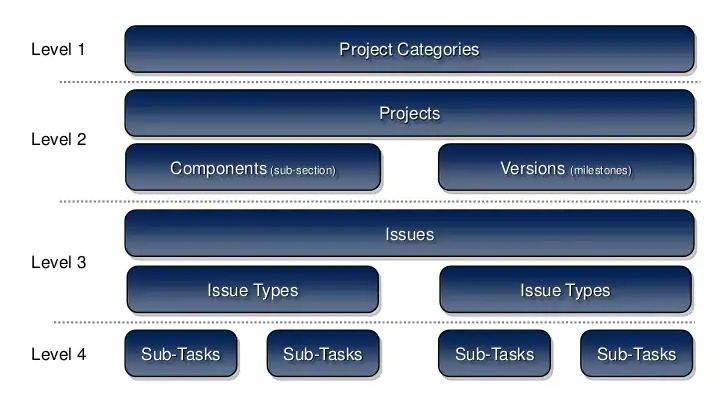 Level 1
Project Categories
Level 2
Projects
Components (sub-section)
Versions (milestones)
Level 3
Issues
Issue Types
Issue Types
Level 4
Sub-Tasks
Sub-Tasks
Sub-Tasks
Sub-Tasks